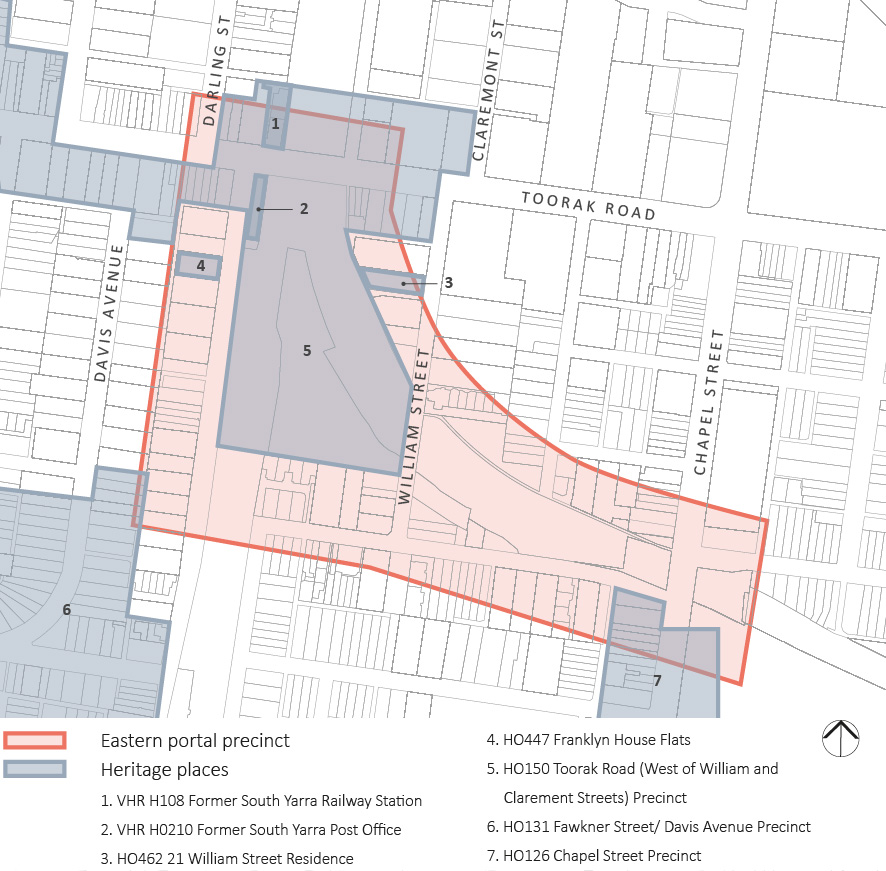 DARLING ST
CLAREMONT ST
1
TOORAK ROAD
2
4
3
DAVIS AVENUE
5
WILLIAM STREET
CHAPEL STREET
6
7
Eastern portal precinct
Heritage places
1. VHR H108 Former South Yarra Railway Station
2. VHR H0210 Former South Yarra Post Office
3. HO462 21 William Street Residence
4. HO447 Franklyn House Flats
5. HO150 Toorak Road (West of William and
Clarement Streets) Precinct
6. HO131 Fawkner Street/ Davis Avenue Precinct
7. HO126 Chapel Street Precinct